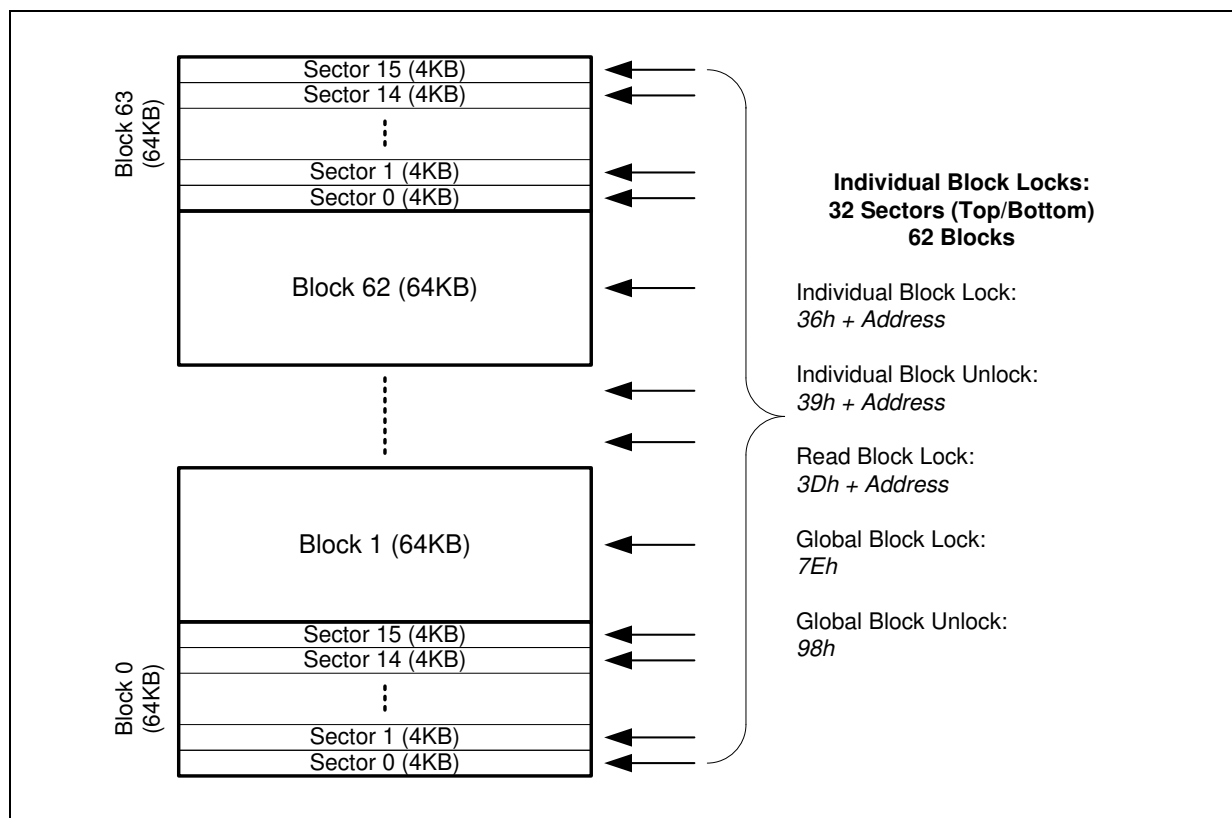 Block 63
(64KB)
Sector 15 (4KB)
Sector 14 (4KB)
Sector 1 (4KB)
Sector 0 (4KB)
Block 62 (64KB)
Block 1 (64KB)
Block 0
(64KB)
Sector 15 (4KB)
Sector 14 (4KB)
Sector 1 (4KB)
Sector 0 (4KB)
Individual Block Locks:
32 Sectors (Top/Bottom)
62 Blocks
Individual Block Lock:
36h + Address
Individual Block Unlock:
39h + Address
Read Block Lock:
3Dh + Address
Global Block Lock:
7Eh
Global Block Unlock:
98h